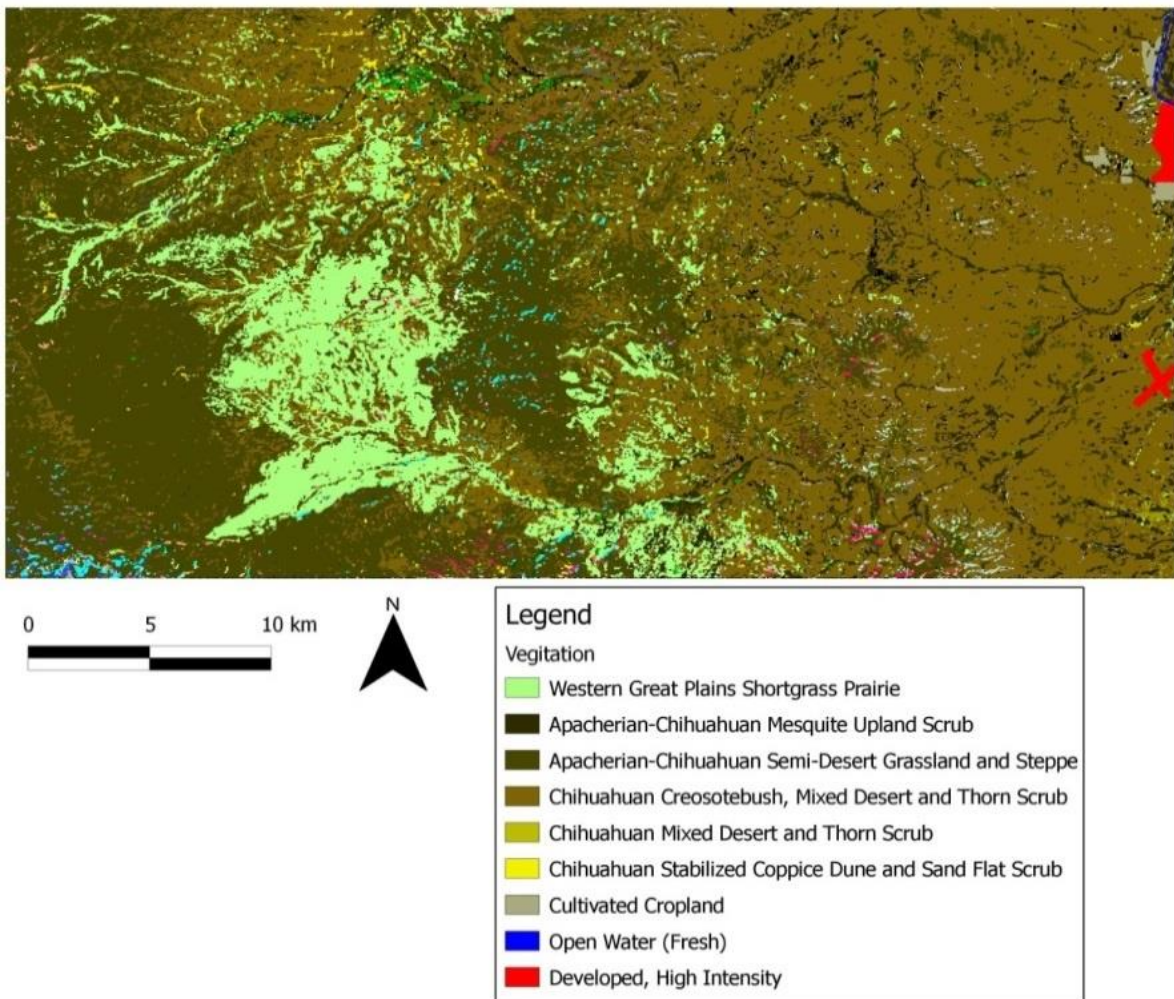 0 5 10 km
N
Legend
Vegitation
Western Great Plains Shortgrass Prairie
Apacherian-Chihuahuan Mesquite Upland Scrub
Apacherian-Chihuahuan Semi-Desert Grassland and Steppe
Chihuahuan Creosotebush, Mixed Desert and Thorn Scrub
Chihuahuan Mixed Desert and Thorn Scrub
Chihuahuan Stabilized Coppice Dune and Sand Flat Scrub
Cultivated Cropland
Open Water (Fresh)
Developed, High Intensity